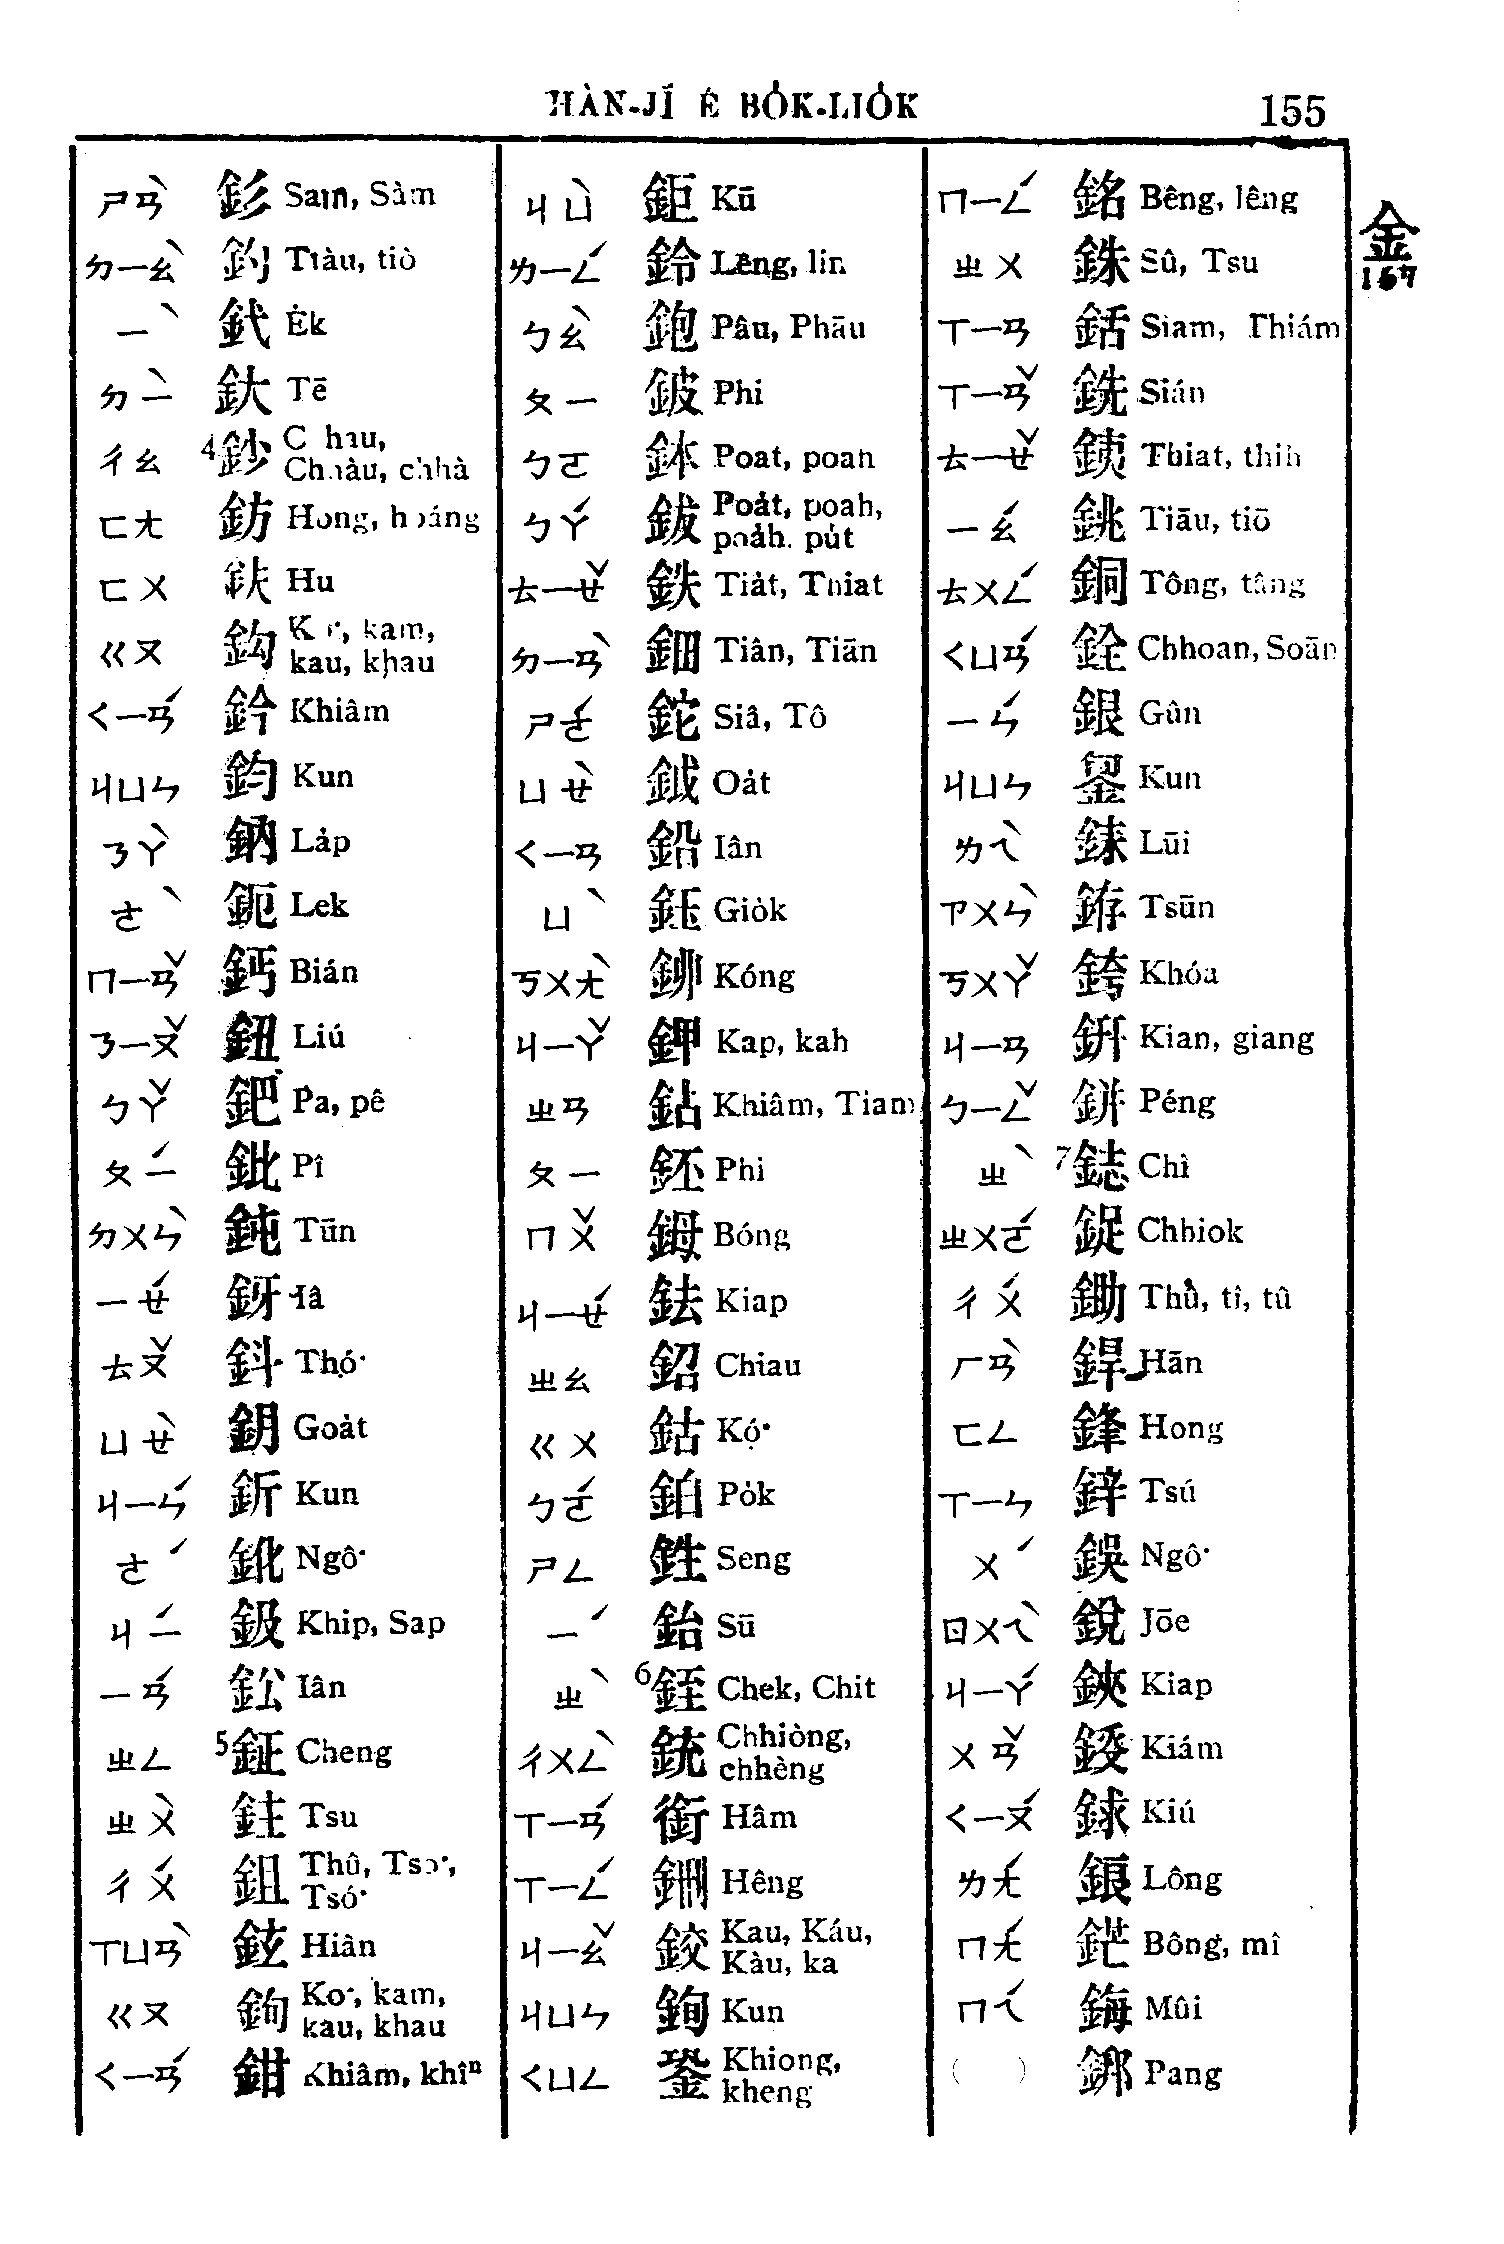 HÀN-JĪ Ê BO̍K-LIO̍K 155
ㄕㄢˋ 釤 Sam, Sàm
ㄉㄧㄠˋ 釣 Tiàu, tiò
ㄧˋ 釴 E̍k
ㄉㄧˋ 釱 Tē
ㄔㄠ 4鈔 Chhau,
Chhàu, chhà
ㄈㄤ 鈁 Hong, hoáng
ㄈㄨ 鈇 Hu
ㄍㄡ 鈎 kam,
kau, khau
ㄑㄧㄢˊ 鈐 Khiâm
ㄐㄩㄣ 鈞 Kun
ㄋㄚˋ 鈉 La̍p
ㄜˋ 鈪 Lek
ㄇㄧㄢˇ 鈣 Bián
ㄋㄧㄡˇ 鈕 Liú
ㄅㄚˇ 鈀 Pa, pê
ㄆㄧˊ 鈚 Pî
ㄉㄨㄣˋ 鈍 Tūn
ㄧㄝˊ 釾 Iâ
ㄊㄡˇ 鈄 Thó͘
ㄩㄝˋ 鈅 Goa̍t
ㄐㄧㄣˊ 釿 Kun
ㄜˊ 鈋 Ngô͘
ㄐㄧˊ 鈒 Khip, Sap
ㄧㄢˊ 鈆 Iân
ㄓㄥ 5鉦 Cheng
ㄓㄨˋ 鉒 Tsu
ㄔㄨˊ 鉏 Thû, Tso͘,
Tsó͘
ㄒㄩㄢˋ 鉉 Hiân
ㄍㄡ 鉤 Ko͘, kam,
kau, khau
ㄑㄧㄢˊ 鉗 Khiâm, khîⁿ
ㄐㄩˋ 鉅 Kū
ㄌㄧㄥˊ 鈴 Lêng, lin
ㄅㄠˋ 鉋 Pâu, Phāu
ㄆㄧ 鈹 Phi
ㄅㄛ 鉢 Poat, poah
ㄅㄚˊ 鈸 Poa̍t, poah,
poa̍h. pu̍t
ㄊㄧㄝˇ 鉄 Tia̍t, Thiat
ㄉㄧㄢˋ 鈿 Tiân, Tiān
ㄕㄜˊ 鉈 Siâ, Tô
ㄩㄝˋ 鉞 Oa̍t
ㄑㄧㄢ 鉛 Iân
ㄩˋ 鈺 Gio̍k
ㄎㄨㄤˋ 鉚 Kóng
ㄐㄧㄚˇ 鉀 Kap, kah
ㄓㄢ 鉆 Khiâm, Tiam
ㄆㄧ 鉟 Phi
ㄇㄨˇ 鉧 Bóng
ㄐㄧㄝˊ 鉣 Kiap
ㄓㄠ 鉊 Chiau
ㄍㄨ 鈷 Kó͘
ㄅㄛˊ 鉑 Po̍k
ㄕㄥ 鉎 Seng
ㄧˊ 鈶 Sū
ㄓˋ 6銍 Chek, Chit
ㄔㄨㄥˋ 銃 Chhiòng,
chhèng
ㄒㄧㄢˊ 銜 Hâm
ㄒㄧㄥˊ 鉶 Hêng
ㄐㄧㄠˇ 鉸 Kau, Káu,
Kàu, ka
ㄐㄩㄣ 銁 Kun
ㄑㄩㄥ 銎 Khiong,
kheng
ㄇㄧㄥˊ 銘 Bêng, lêng
ㄓㄨ 銖 Sû, Tsu
ㄒㄧㄢ 銛 Siam, Thiám
ㄒㄧㄢˇ 銑 Sián
ㄊㄧㄝˇ 銕 Thiat, thih
ㄧㄠˊ 銚 Tiāu, tiō
ㄊㄨㄥˊ 銅 Tông, tâng
ㄑㄩㄢˊ 銓 Chhoan, Soān
ㄧㄣˊ 銀 Gûn
ㄐㄩㄣ 銞 Kun
ㄌㄟˋ 銇 Lūi
ㄗㄨㄣˋ 銌 Tsūn
ㄎㄨㄚˇ 銙 Khóa
ㄐㄧㄢ 銒 Kian, giang
ㄅㄧㄥˇ 鉼 Péng
ㄓˋ 7鋕 Chì
ㄓㄨㄛˊ 鋜 Chhiok
ㄔㄨˊ 鋤 Thû, tî, tû
ㄏㄢˋ 銲 Hān
ㄈㄥ 鋒 Hong
ㄒㄧㄣ 鋅 Tsú
ㄨˊ 鋘 Ngô͘
ㄖㄨㄟˋ 銳 Jōe
ㄐㄧㄚˊ 鋏 Kiap
ㄨㄢˇ 鋄 Kiám
ㄑㄧㄡˊ 銶 Kiú
ㄌㄤˊ 鋃 Lông
ㄇㄤˊ 鋩 Bông, mî
ㄇㄟˊ 鋂 Mûi
( ) 鎯 Pang
金
167